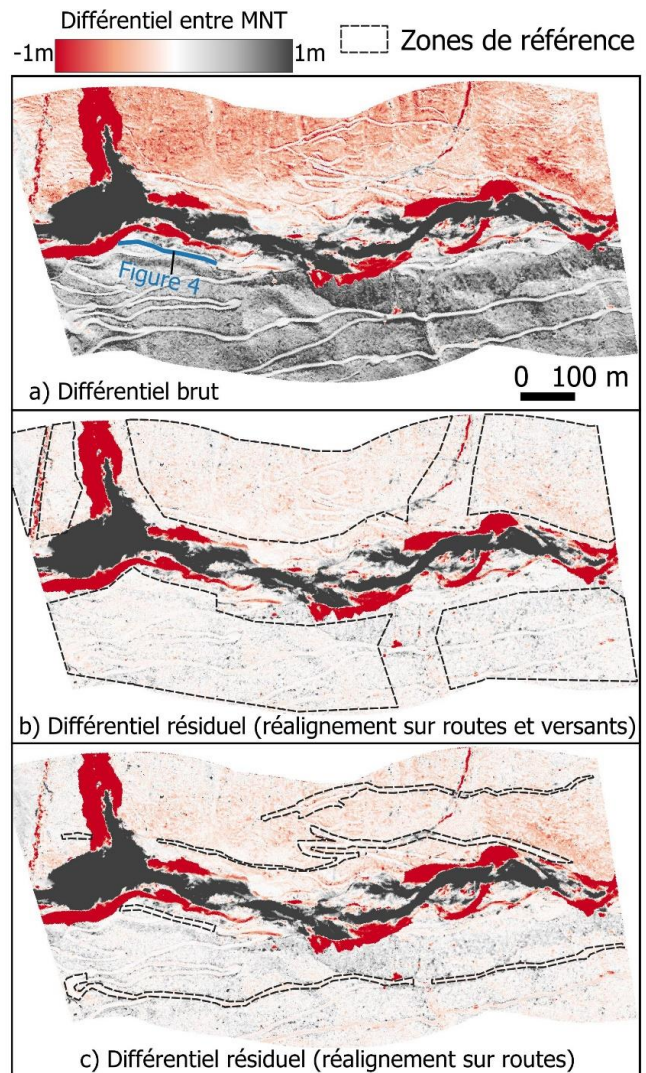 Différentiel entre MNT
-1m 1m Zones de référence
Figure 4
0 100 m
a) Différentiel brut
b) Différentiel résiduel (réalignement sur routes et versants)
c) Différentiel résiduel (réalignement sur routes)